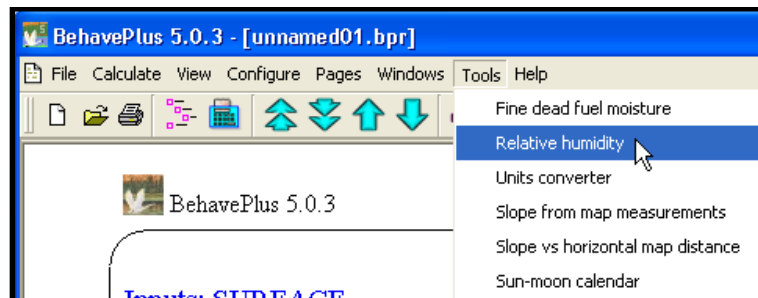 BehavePlus 5.0.3 - [unnamed01.bpr]
File Calculate View Configure Pages Windows Tools Help
Fine dead fuel moisture
Relative humidity
Units converter
BehavePlus 5.0.3
Slope from map measurements
Slope vs horizontal map distance
Sun-moon calendar
Inputs: SURFACE